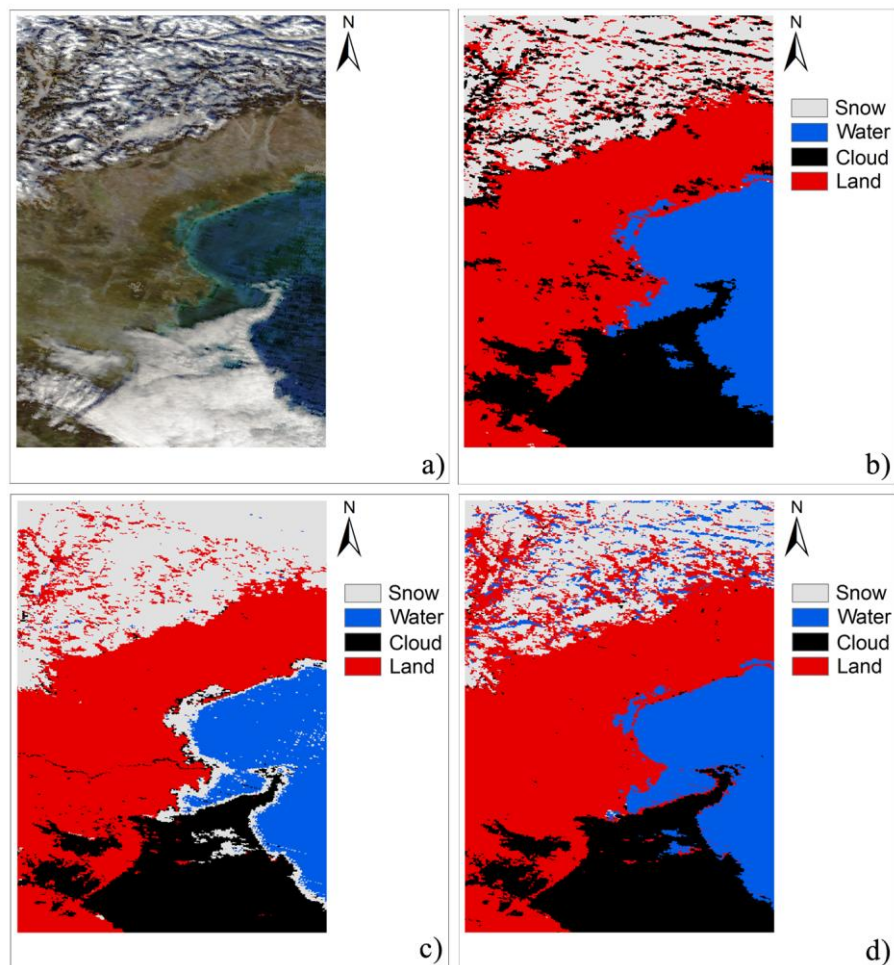 N
a)
N
Snow
Water
Cloud
Land
b)
N
Snow
Water
Cloud
Land
c)
N
Snow
Water
Cloud
Land
d)